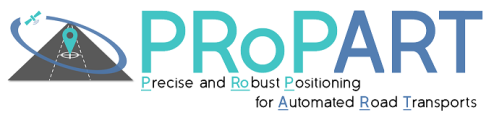 PRoPART
Precise and Robust Positioning
for Automated Road Transports